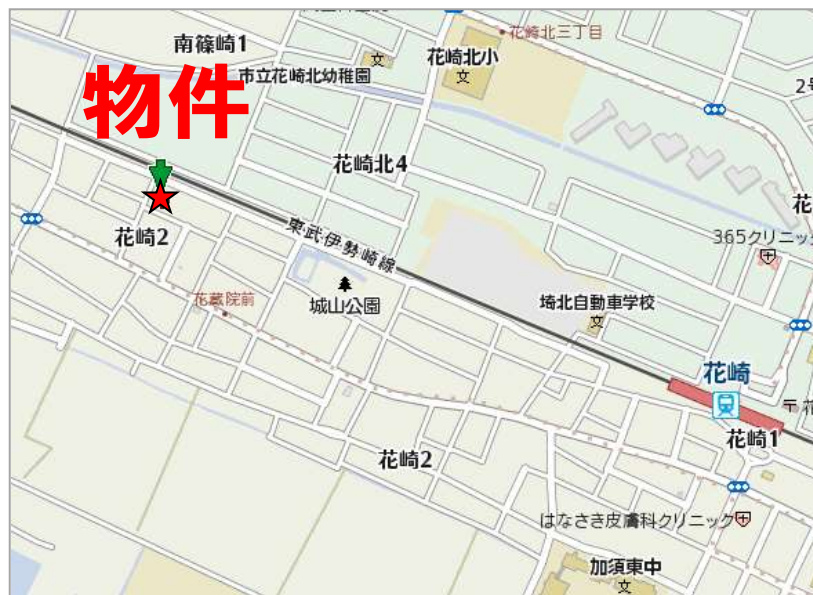 南篠崎1
市立花崎北幼稚園
文
花崎北小
文
花崎北三丁目
物件
花崎北4
花崎2
東武伊勢崎線
花蔵院前
城山公園
埼北自動車学校
文
365クリニック
花崎
〒
花崎1
花崎2
はなさき皮膚科クリニック
加須東中
文